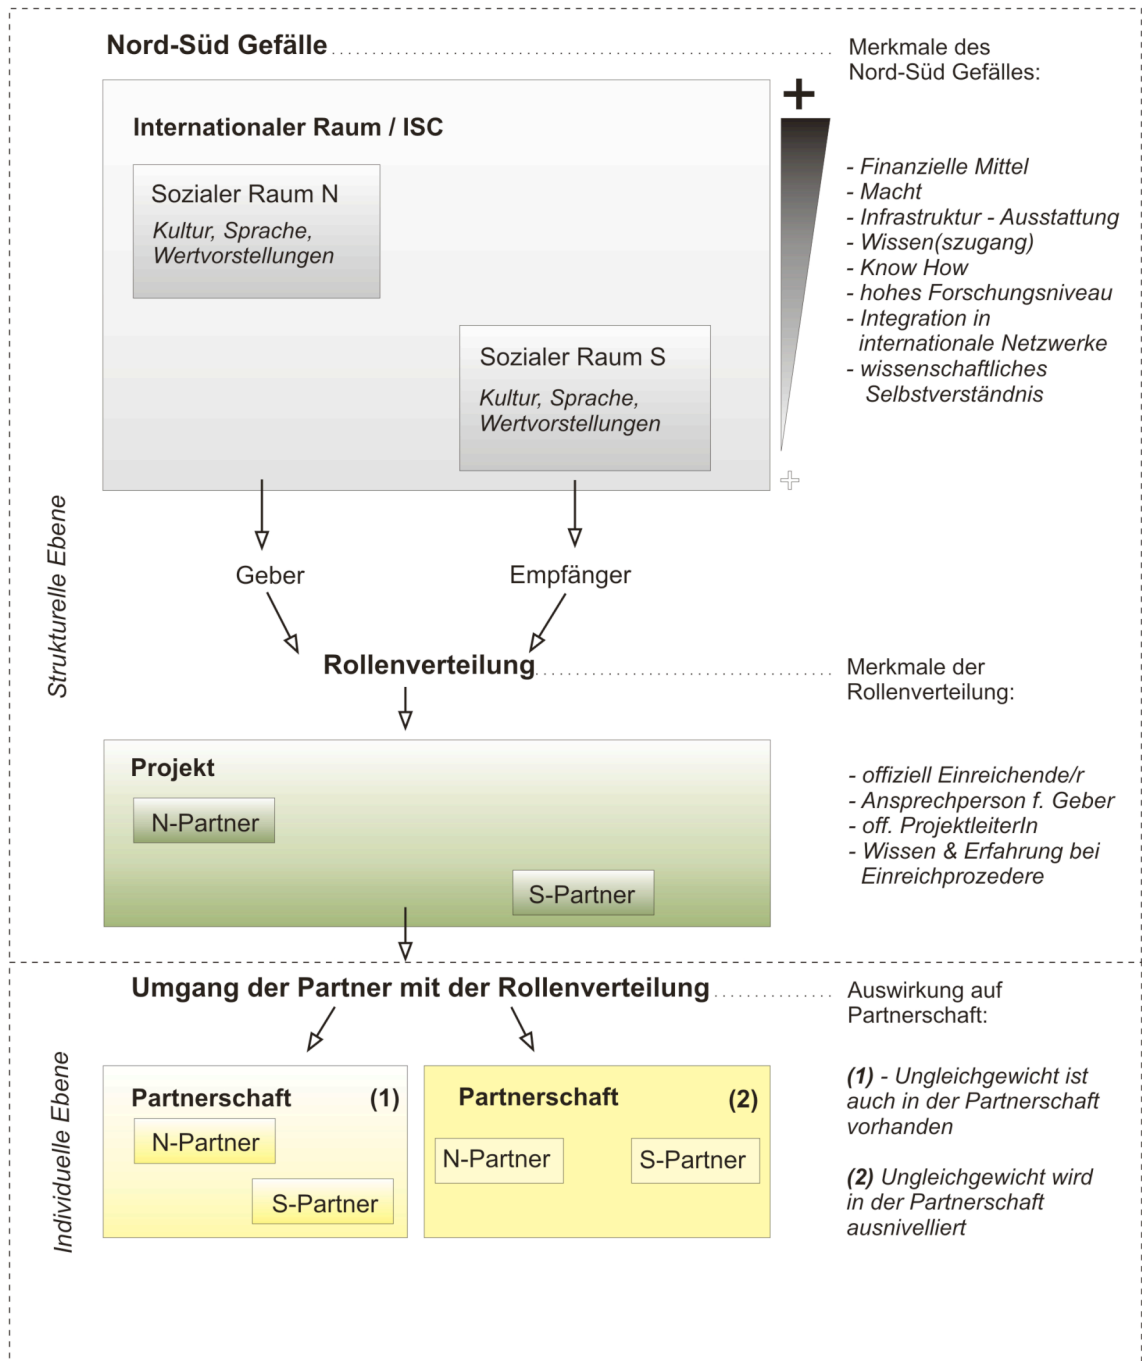 Nord-Süd Gefälle
Merkmale des
Nord-Süd Gefälles:
+
Internationaler Raum / ISC
Sozialer Raum N
Kultur, Sprache,
Wertvorstellungen
Sozialer Raum S
Kultur, Sprache,
Wertvorstellungen
- Finanzielle Mittel
- Macht
- Infrastruktur - Ausstattung
- Wissen(szugang)
- Know How
- hohes Forschungsniveau
- Integration in
internationale Netzwerke
- wissenschaftliches
Selbstverständnis
+
Strukturelle Ebene
Geber
Empfänger
Rollenverteilung
Merkmale der
Rollenverteilung:
Projekt
N-Partner
S-Partner
- offiziell Einreichende/r
- Ansprechperson f. Geber
- off. ProjektleiterIn
- Wissen & Erfahrung bei
Einreichprozedere
Umgang der Partner mit der Rollenverteilung
Auswirkung auf
Partnerschaft:
Individuelle Ebene
Partnerschaft (1)
N-Partner
S-Partner
Partnerschaft (2)
N-Partner
S-Partner
(1) - Ungleichgewicht ist
auch in der Partnerschaft
vorhanden
(2) Ungleichgewicht wird
in der Partnerschaft
ausnivelliert